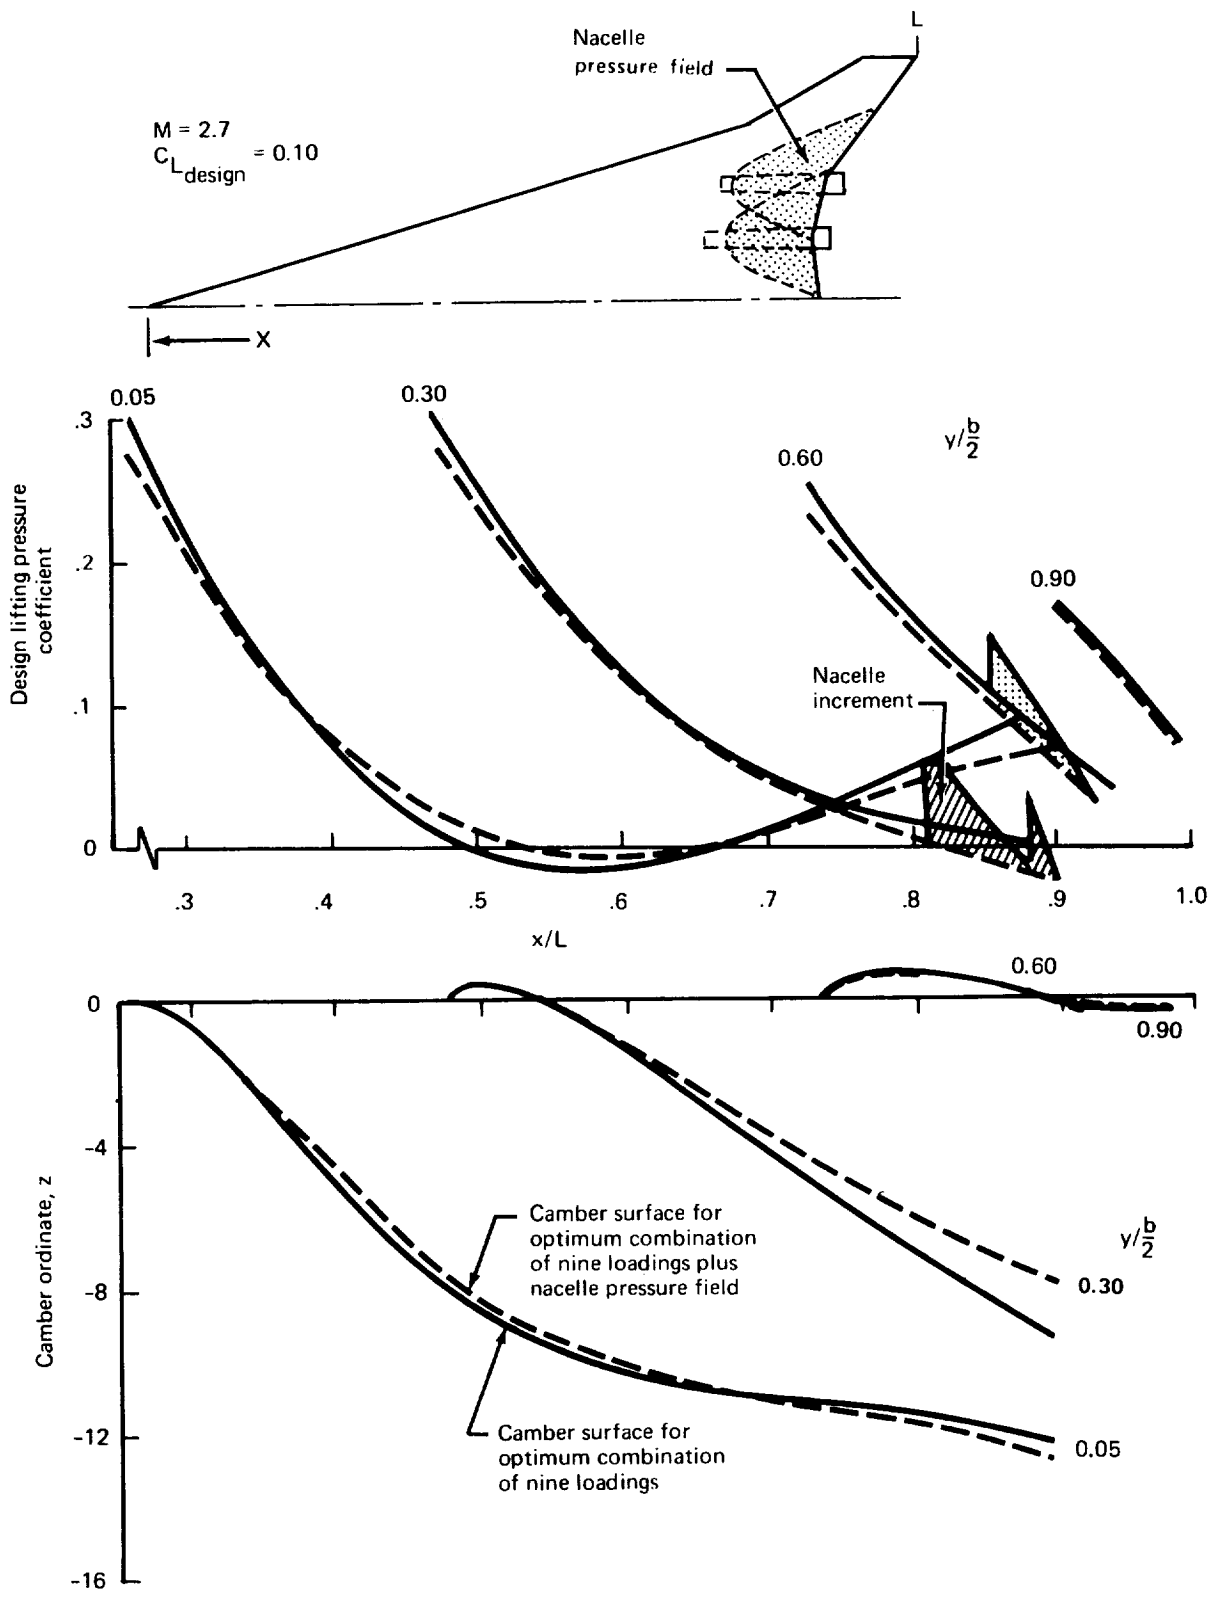 L
Nacelle
pressure field
M = 2.7
C_L design = 0.10
X
0.05
0.30
.3
y/b/2
0.60
Design lifting pressure
coefficient
.2
0.90
Nacelle
increment
.1
0
.3
.4
.5
.6
.7
.8
.9
1.0
x/L
0.60
0
0.90
-4
Camber ordinate, z
Camber surface for
optimum combination
of nine loadings plus
nacelle pressure field
y/b/2
0.30
-8
Camber surface for
optimum combination
of nine loadings
-12
0.05
-16